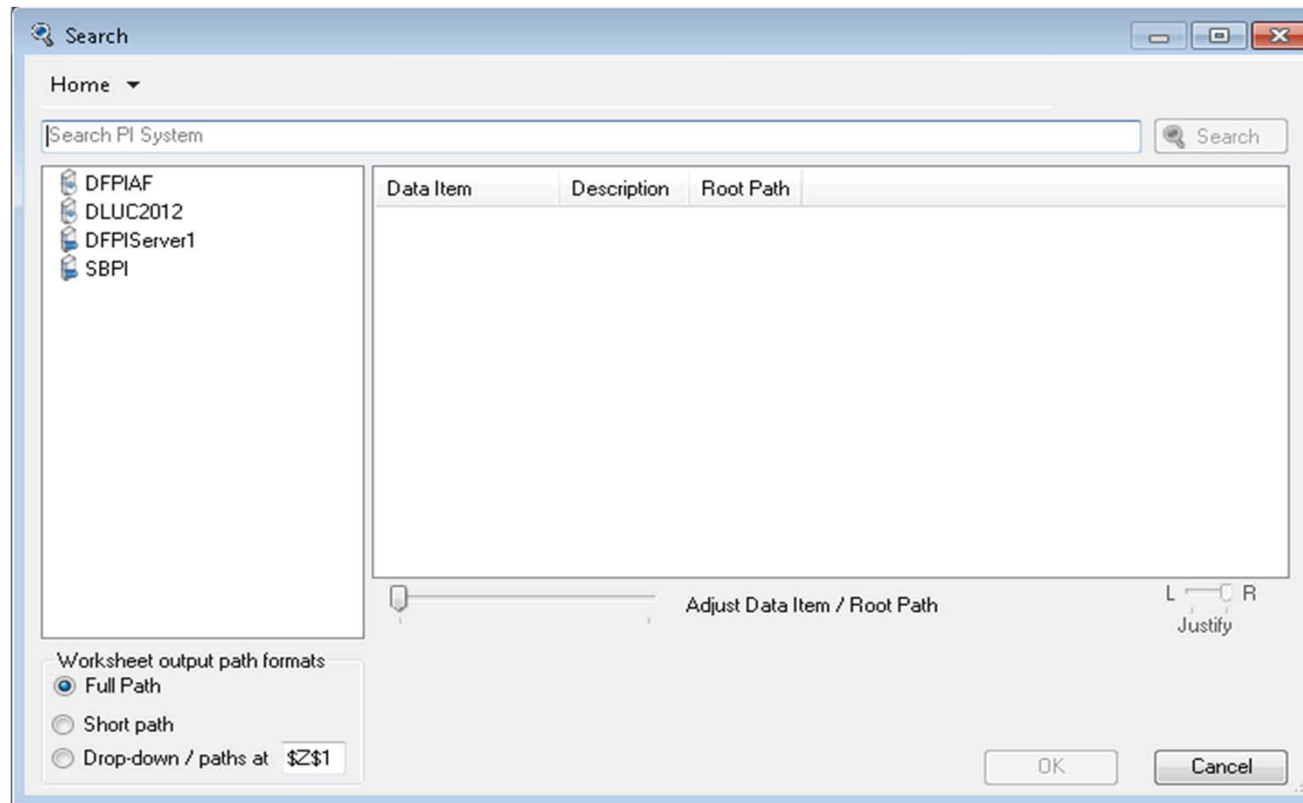 Search
Home
Search PI System
Search
DFPIAF
DLUC2012
DFPIServer1
SBPI
Data Item Description Root Path
Adjust Data Item / Root Path
L R
Justify
Worksheet output path formats
Full Path
Short path
Drop-down / paths at $Z$1
OK
Cancel